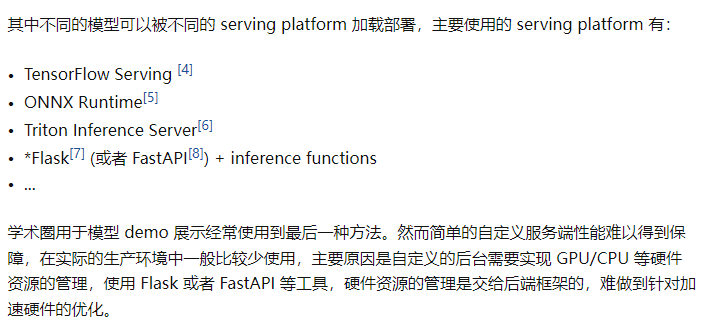 其中不同的模型可以被不同的 serving platform 加载部署，主要使用的 serving platform 有：
• TensorFlow Serving [4]
• ONNX Runtime[5]
• Triton Inference Server[6]
• *Flask[7] (或者 FastAPI[8]) + inference functions
• ...
学术圈用于模型 demo 展示经常使用到最后一种方法。然而简单的自定义服务端性能难以得到保
障，在实际的生产环境中一般比较少使用，主要原因是自定义的后台需要实现 GPU/CPU 等硬件
资源的管理，使用 Flask 或者 FastAPI 等工具，硬件资源的管理是交给后端框架的，难做到针对加
速硬件的优化。